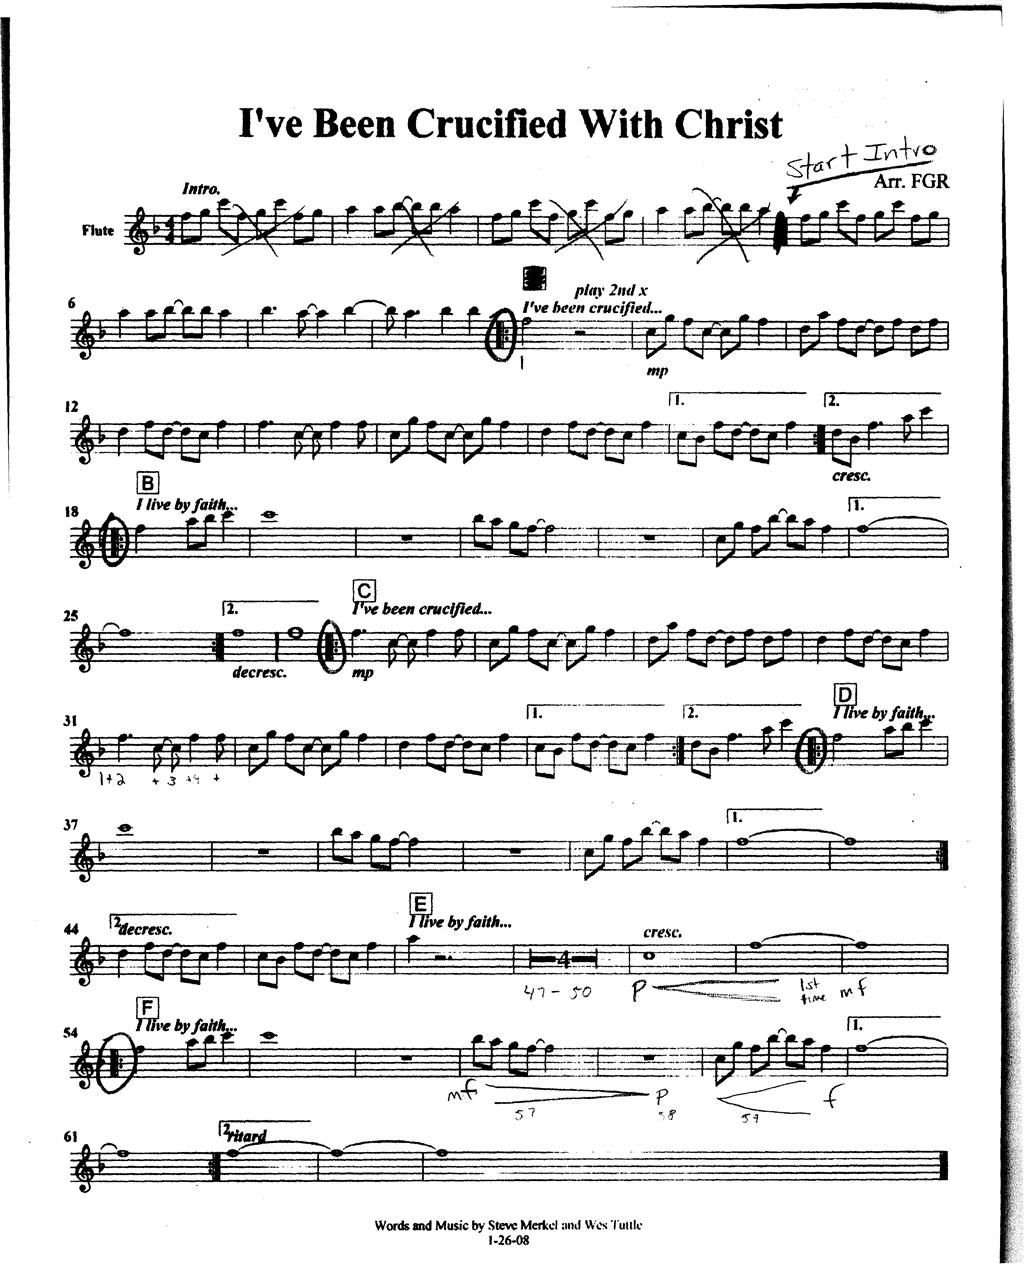 I've Been Crucified With Christ
Start Intro
Arr. FGR
Intro.
Flute
play 2nd x
6
I've been crucified...
1
mp
12
1.
2.
cresc.
B
18
I live by faith...
1.
C
25
2.
I've been crucified...
decresc.
mp
D
31
1.
2.
I live by faith...
1+2 + 3 +4 +
37
1.
E
44
2.
decresc.
I live by faith...
cresc.
4
47 - 50
p
1st time mf
F
54
I live by faith...
1.
mf
p
f
57
58
59
61
2.
ritard
Words and Music by Steve Merkel and Wes Tuttle
1-26-08